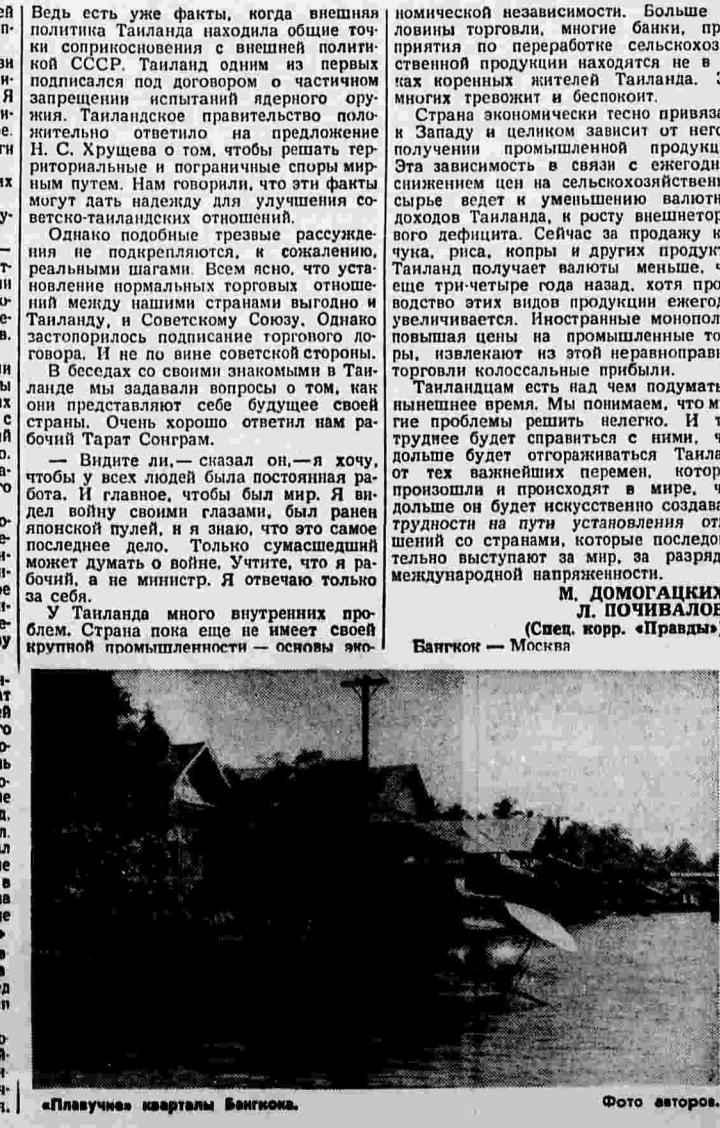 Ведь есть уже факты, когда внешняя
политика Таиланда находила общие точ-
ки соприкосновения с внешней полити-
кой СССР. Таиланд одним из первых
подписался под договором о частичном
запрещении испытаний ядерного ору-
жия. Таиландское правительство поло-
жительно ответило на предложение
Н. С. Хрущева о том, чтобы решать тер-
риториальные и пограничные споры мир-
ным путем. Нам говорили, что эти факты
могут дать надежду для улучшения со-
ветско-таиландских отношений.
Однако подобные трезвые рассужде-
ния не подкрепляются, к сожалению,
реальными шагами. Всем ясно, что уста-
новление нормальных торговых отноше-
ний между нашими странами выгодно и
Таиланду, и Советскому Союзу. Однако
застопорилось подписание торгового до-
говора. И не по вине советской стороны.
В беседах со своими знакомыми в Таи-
ланде мы задавали вопросы о том, как
они представляют себе будущее своей
страны. Очень хорошо ответил нам ра-
бочий Тарат Сонграм.
— Видите ли,— сказал он,—я хочу,
чтобы у всех людей была постоянная ра-
бота. И главное, чтобы был мир. Я ви-
дел войну своими глазами, был ранен
японской пулей, и я знаю, что это самое
последнее дело. Только сумасшедший
может думать о войне. Учтите, что я ра-
бочий, а не министр. Я отвечаю только
за себя.
У Таиланда много внутренних про-
блем. Страна пока еще не имеет своей
крупной промышленности — основы эко-
номической независимости. Больше
ловины торговли, многие банки, пр
приятия по переработке сельскохоз
ственной продукции находятся не в
ках коренных жителей Таиланда. Э
многих тревожит и беспокоит.
Страна экономически тесно привяза
к Западу и целиком зависит от него
получении промышленной продукц
Эта зависимость в связи с ежегодн
снижением цен на сельскохозяйственн
сырье ведет к уменьшению валютн
доходов Таиланда, к росту внешнетор
вого дефицита. Сейчас за продажу к
чука, риса, копры и других продукт
Таиланд получает валюты меньше, ч
еще три-четыре года назад, хотя про
водство этих видов продукции ежегод
увеличивается. Иностранные монопол
повышая цены на промышленные то
ры, извлекают из этой неравноправн
торговли колоссальные прибыли.
Таиландцам есть над чем подумать
нынешнее время. Мы понимаем, что м
гие проблемы решить нелегко. И т
труднее будет справиться с ними, ч
дольше будет отгораживаться Таила
от тех важнейших перемен, котор
произошли и происходят в мире, ч
дольше он будет искусственно создава
трудности на пути установления отн
шений со странами, которые последо
тельно выступают за мир, за разряд
международной напряженности.
М. ДОМОГАЦКИХ
Л. ПОЧИВАЛОВ
(Спец. корр. «Правды»)
Бангкок — Москва
«Плавучие» кварталы Бангкока.
Фото авторов.